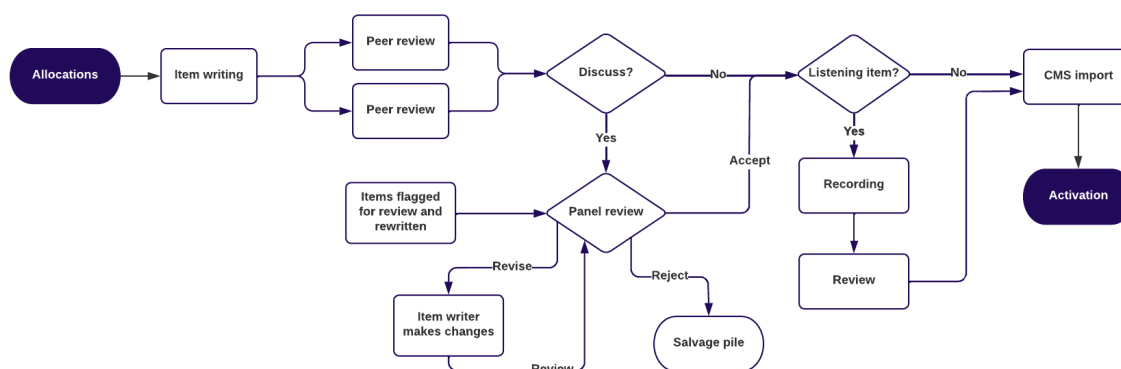 Allocations
Item writing
Peer review
Peer review
Discuss?
No
Listening item?
No
CMS import
Yes
Yes
Accept
Recording
Activation
Items flagged
for review and
rewritten
Panel review
Revise
Reject
Review
Item writer
makes changes
Salvage pile
Review